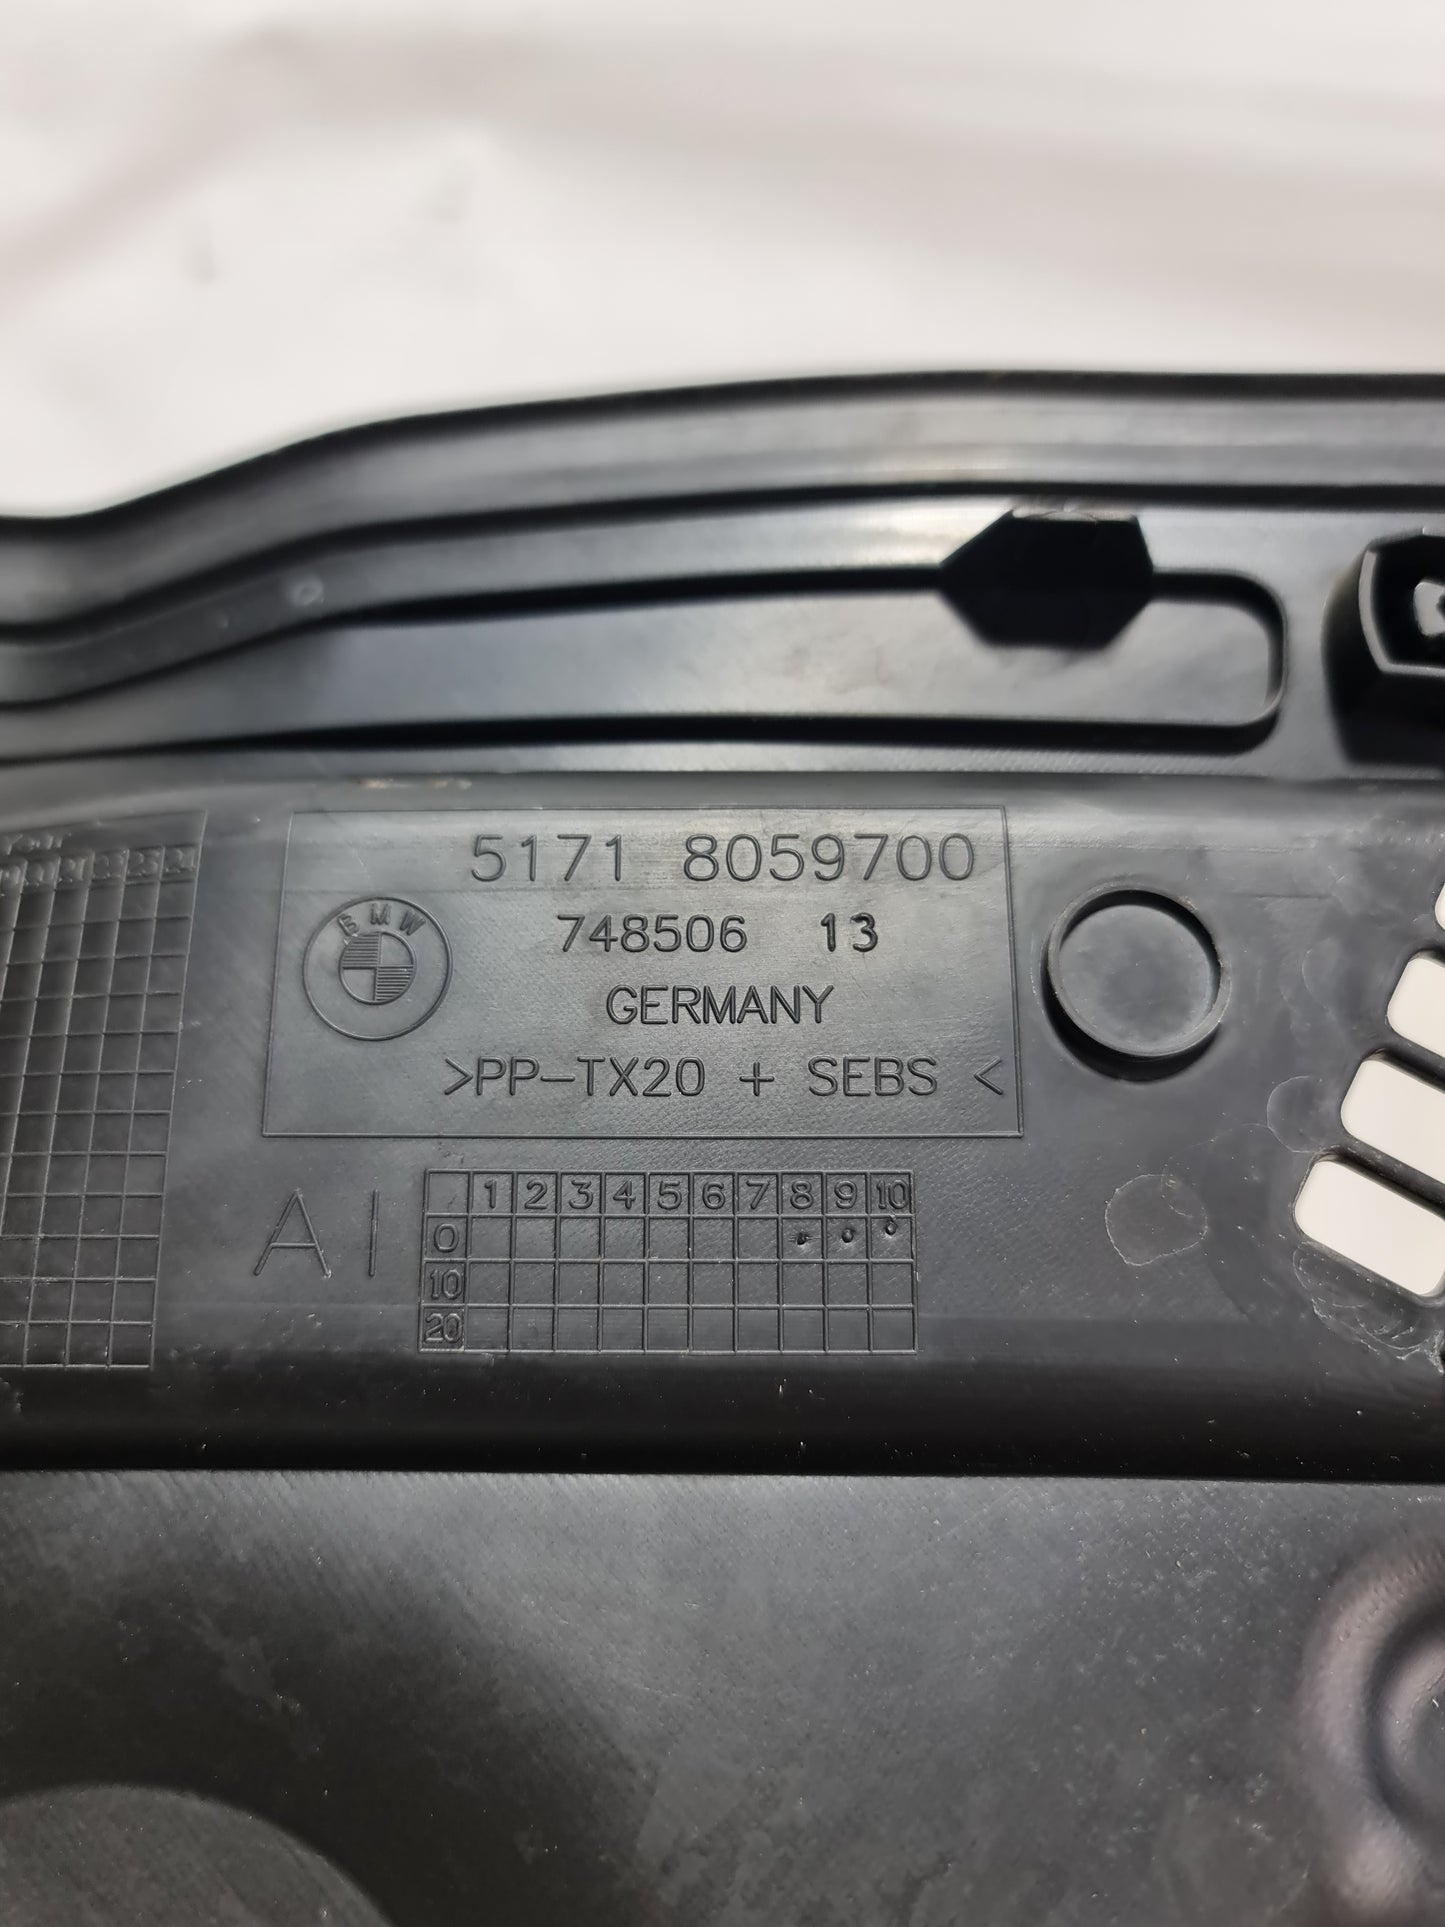 5171 8059700
BMW
748506 13
GERMANY
>PP-TX20 + SEBS <
AI
1 2 3 4 5 6 7 8 9 10
0
10
20